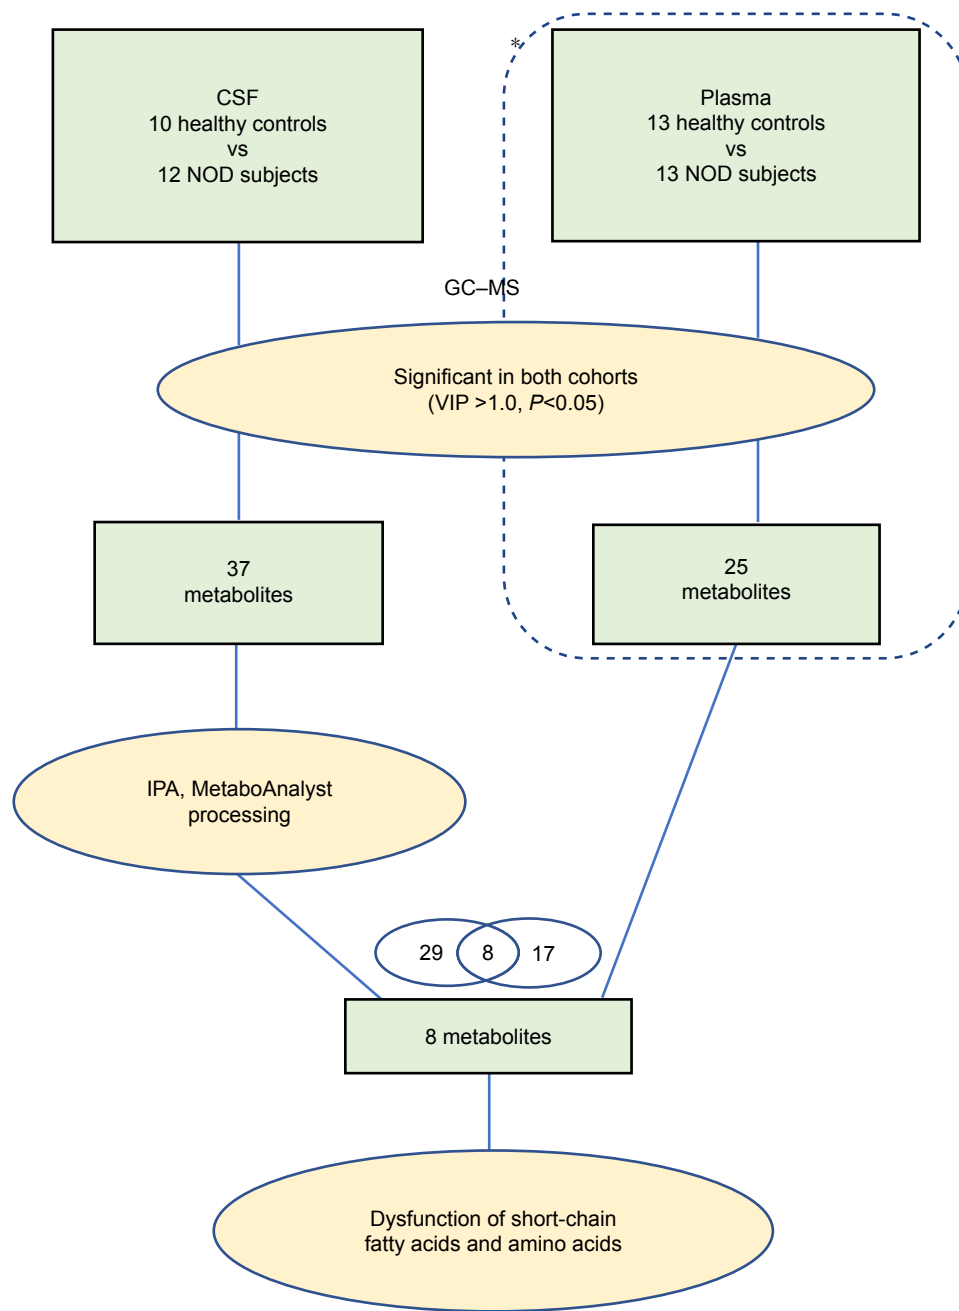 CSF
10 healthy controls
vs
12 NOD subjects
*
Plasma
13 healthy controls
vs
13 NOD subjects
GC–MS
Significant in both cohorts
(VIP >1.0, P<0.05)
37
metabolites
25
metabolites
IPA, MetaboAnalyst
processing
29 8 17
8 metabolites
Dysfunction of short-chain
fatty acids and amino acids